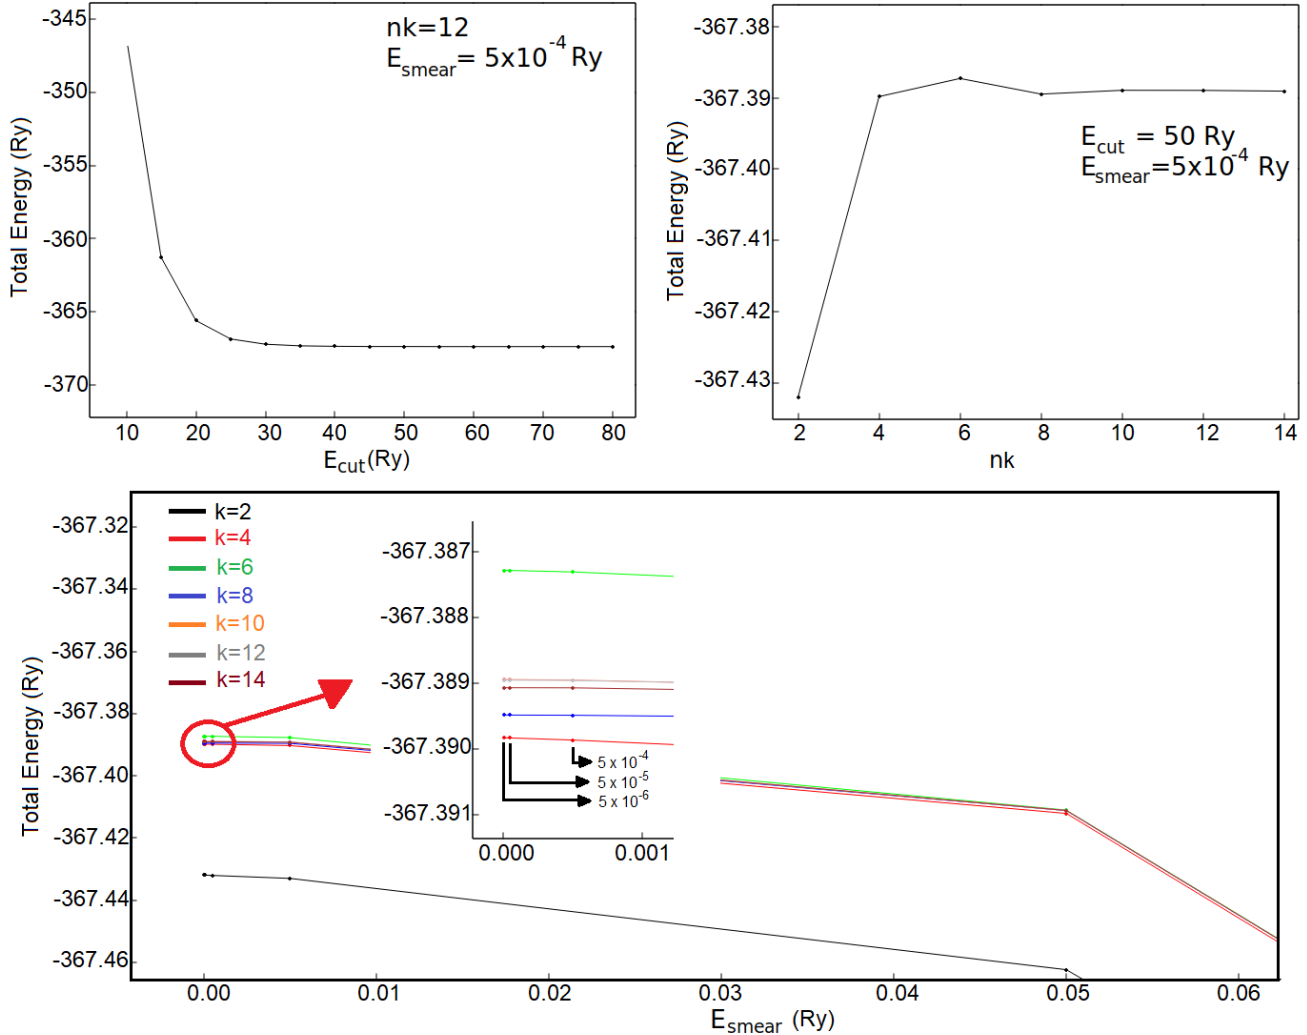 -345
-350
-355
-360
-365
-370
Total Energy (Ry)
nk=12
E_smear= 5x10^-4 Ry
10 20 30 40 50 60 70 80
E_cut(Ry)
-367.38
-367.39
-367.40
-367.41
-367.42
-367.43
Total Energy (Ry)
E_cut = 50 Ry
E_smear=5x10^-4 Ry
2 4 6 8 10 12 14
nk
-367.32
-367.34
-367.36
-367.38
-367.40
-367.42
-367.44
-367.46
Total Energy (Ry)
k=2
k=4
k=6
k=8
k=10
k=12
k=14
-367.387
-367.388
-367.389
-367.390
-367.391
5 x 10^-4
5 x 10^-5
5 x 10^-6
0.000 0.001
0.00 0.01 0.02 0.03 0.04 0.05 0.06
E_smear (Ry)